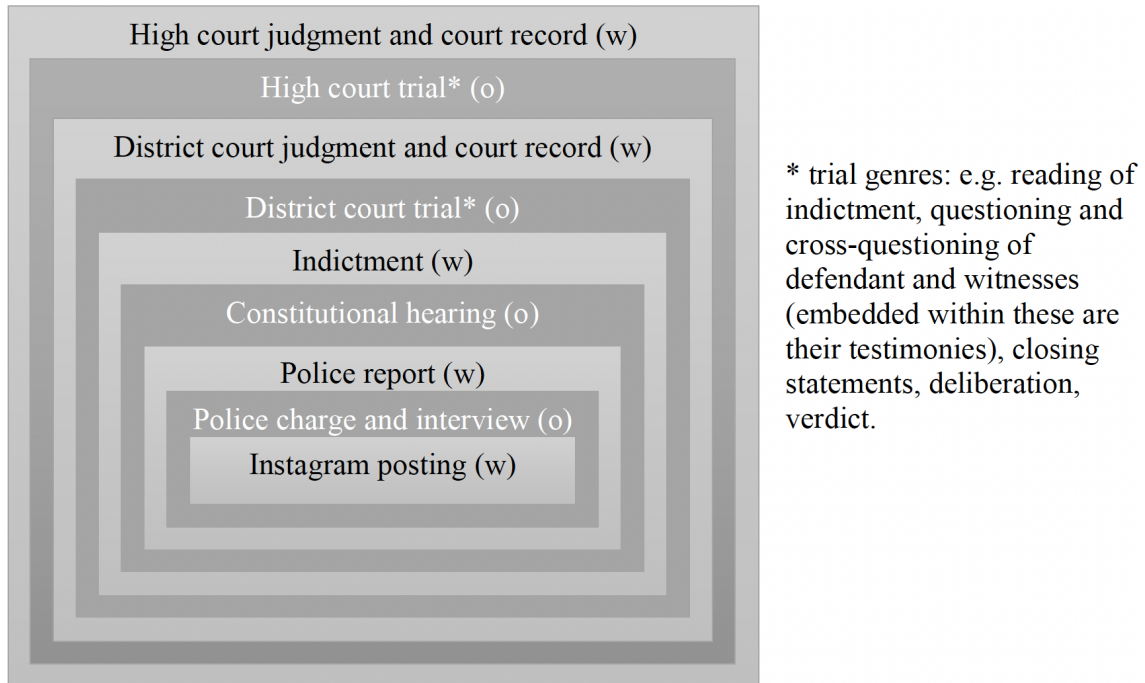 High court judgment and court record (w)
High court trial* (o)
District court judgment and court record (w)
District court trial* (o)
Indictment (w)
Constitutional hearing (o)
Police report (w)
Police charge and interview (o)
Instagram posting (w)
* trial genres: e.g. reading of
indictment, questioning and
cross-questioning of
defendant and witnesses
(embedded within these are
their testimonies), closing
statements, deliberation,
verdict.